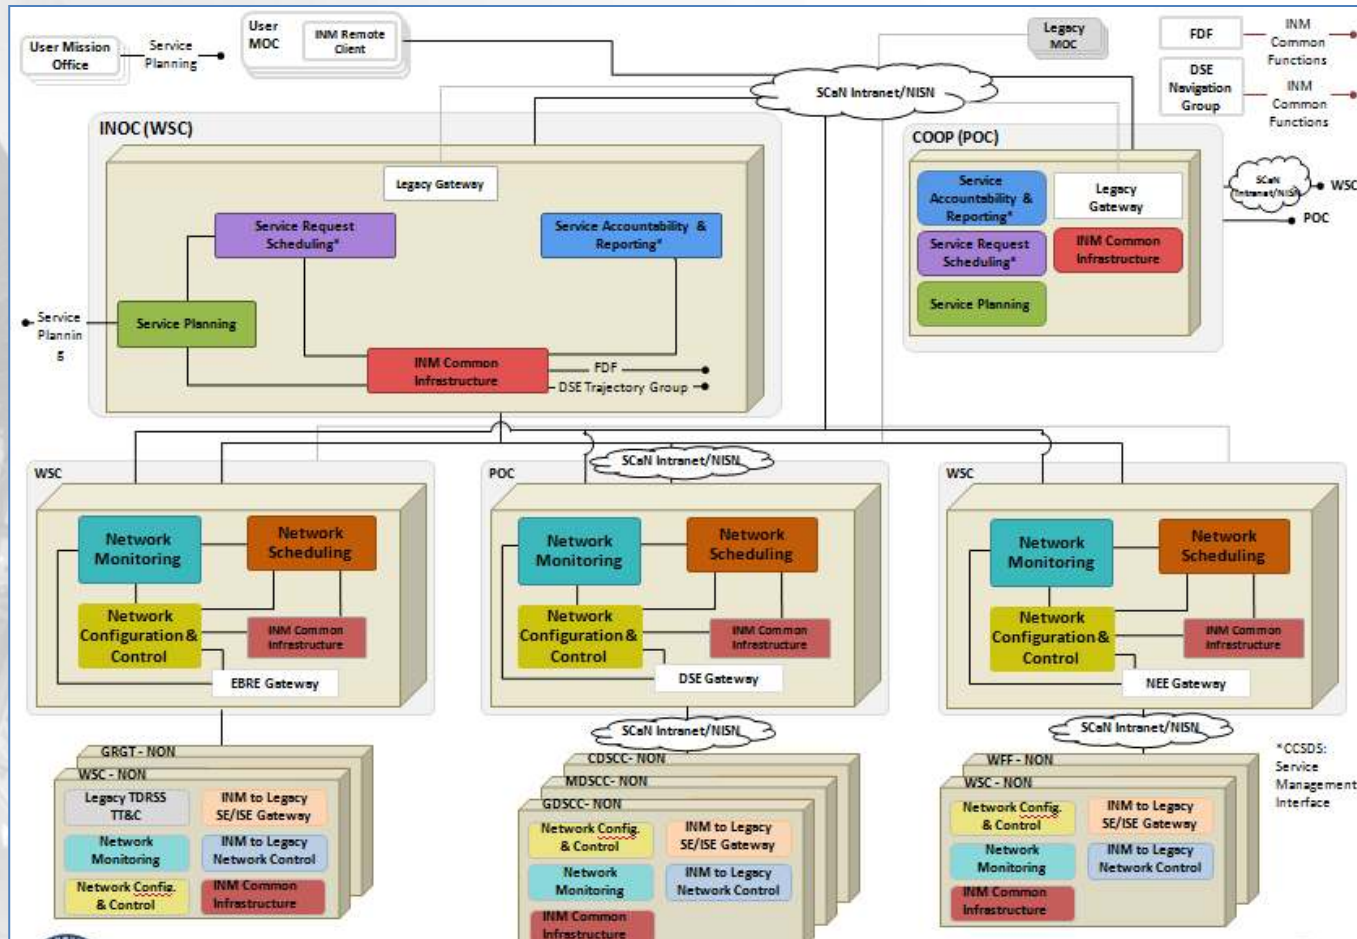 User Mission
Office
Service
Planning
User
MOC
INM Remote
Client
Legacy
MOC
FDF
INM
Common
Functions
DSE
Navigation
Group
INM
Common
Functions
SCaN Intranet/NISN
INOC (WSC)
Legacy Gateway
Service Request
Scheduling*
Service Accountability &
Reporting*
Service Planning
Service
Plannin
g
INM Common
Infrastructure
FDF
DSE Trajectory Group
COOP (POC)
Service
Accountability &
Reporting*
Legacy
Gateway
Service Request
Scheduling*
INM Common
Infrastructure
Service Planning
SCaN
Intranet/NISN
WSC
POC
SCaN Intranet/NISN
WSC
Network
Monitoring
Network
Scheduling
Network
Configuration &
Control
INM Common
Infrastructure
EBRE Gateway
POC
Network
Monitoring
Network
Scheduling
Network
Configuration &
Control
INM Common
Infrastructure
DSE Gateway
WSC
Network
Monitoring
Network
Scheduling
Network
Configuration &
Control
INM Common
Infrastructure
NEE Gateway
SCaN Intranet/NISN
SCaN Intranet/NISN
GRGT - NON
WSC - NON
Legacy TDRSS
TT&C
INM to Legacy
SE/ISE Gateway
Network
Monitoring
INM to Legacy
Network Control
Network Config.
& Control
INM Common
Infrastructure
CDSCC- NON
MDSCC- NON
GDSCC- NON
Network Config.
& Control
INM to Legacy
SE/ISE Gateway
Network
Monitoring
INM to Legacy
Network Control
INM Common
Infrastructure
WFF - NON
WSC - NON
Network Config.
& Control
INM to Legacy
SE/ISE Gateway
Network
Monitoring
INM to Legacy
Network Control
INM Common
Infrastructure
*CCSDS:
Service
Management
Interface